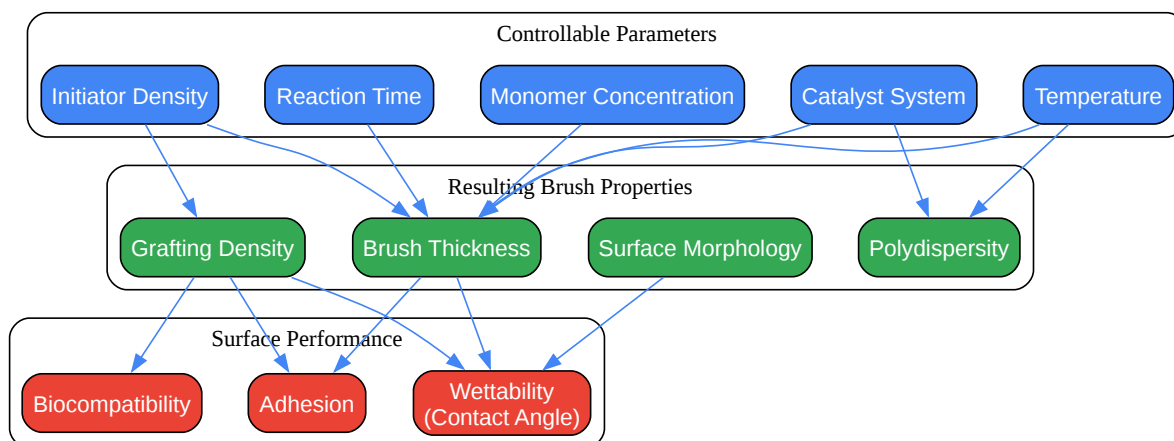 Controllable Parameters
Initiator Density
Reaction Time
Monomer Concentration
Catalyst System
Temperature
Resulting Brush Properties
Grafting Density
Brush Thickness
Surface Morphology
Polydispersity
Surface Performance
Biocompatibility
Adhesion
Wettability
(Contact Angle)